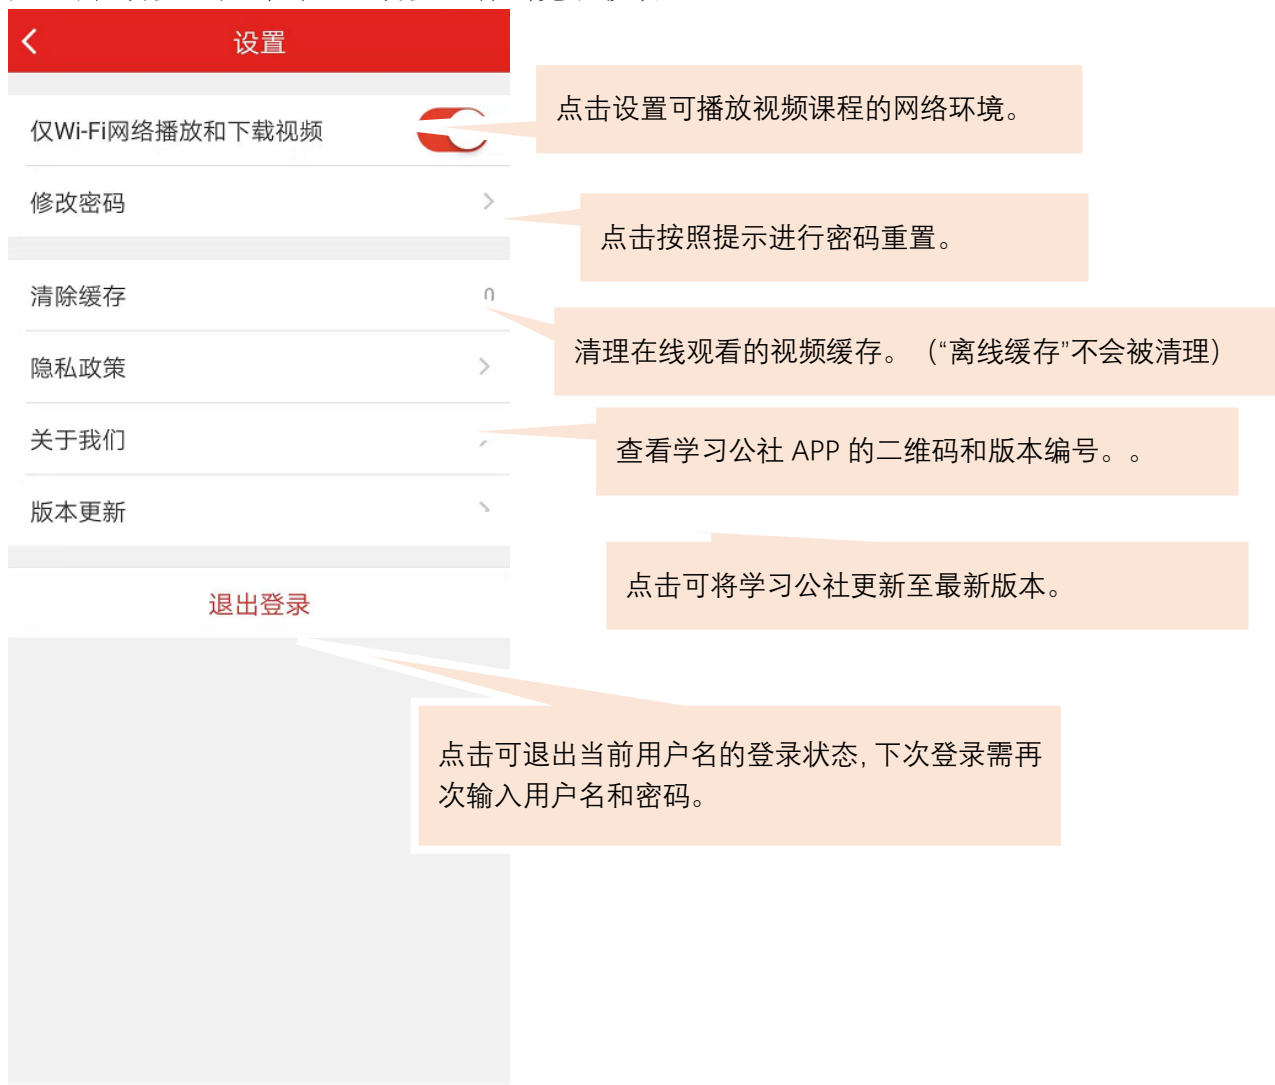 设置
仅Wi-Fi网络播放和下载视频
点击设置可播放视频课程的网络环境。
修改密码
点击按照提示进行密码重置。
清除缓存
清理在线观看的视频缓存。（“离线缓存”不会被清理）
隐私政策
关于我们
查看学习公社 APP 的二维码和版本编号。。
版本更新
点击可将学习公社更新至最新版本。
退出登录
点击可退出当前用户名的登录状态,下次登录需再
次输入用户名和密码。